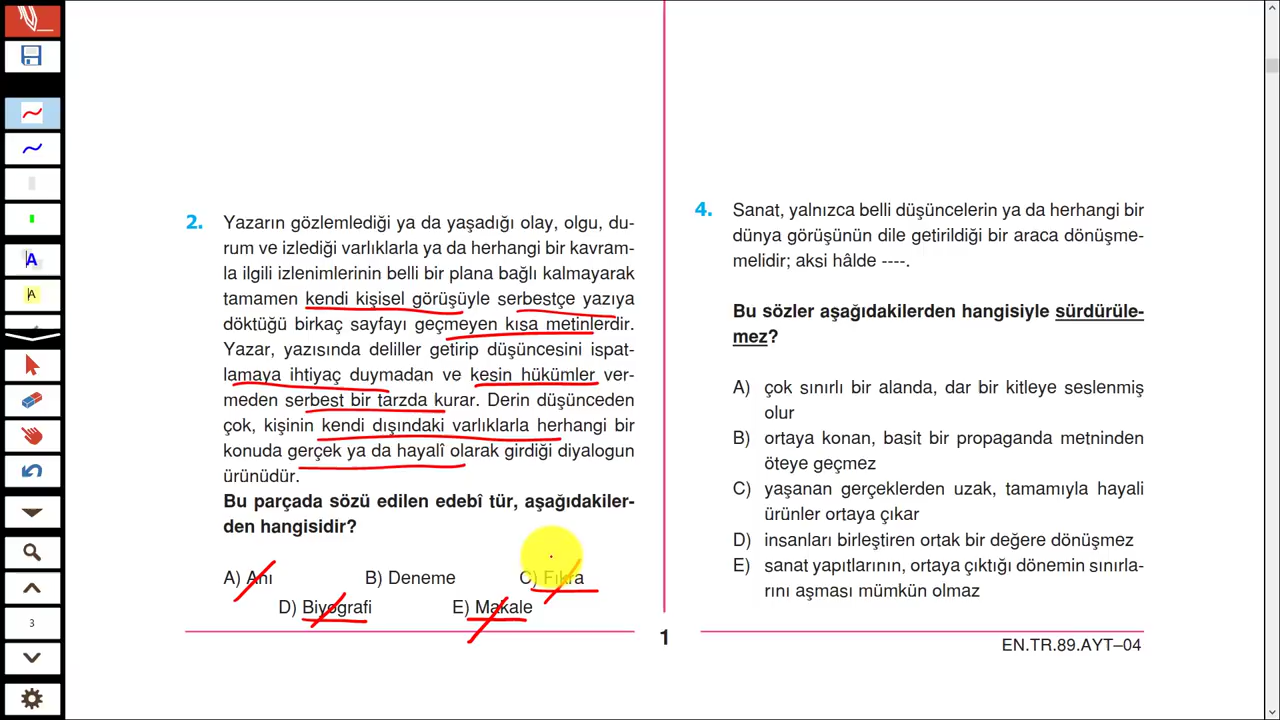 2. Yazarın gözlemlediği ya da yaşadığı olay, olgu, du-
rum ve izlediği varlıklarla ya da herhangi bir kavram-
la ilgili izlenimlerinin belli bir plana bağlı kalmayarak
tamamen kendi kişisel görüşüyle serbestçe yazıya
döktüğü birkaç sayfayı geçmeyen kısa metinlerdir.
Yazar, yazısında deliller getirip düşüncesini ispat-
lamaya ihtiyaç duymadan ve kesin hükümler ver-
meden serbest bir tarzda kurar. Derin düşünceden
çok, kişinin kendi dışındaki varlıklarla herhangi bir
konuda gerçek ya da hayalî olarak girdiği diyalogun
ürünüdür.
Bu parçada sözü edilen edebî tür, aşağıdakiler-
den hangisidir?
A) Anı B) Deneme C) Fıkra
D) Biyografi E) Makale
4. Sanat, yalnızca belli düşüncelerin ya da herhangi bir
dünya görüşünün dile getirildiği bir araca dönüşme-
melidir; aksi hâlde ----.
Bu sözler aşağıdakilerden hangisiyle sürdürüle-
mez?
A) çok sınırlı bir alanda, dar bir kitleye seslenmiş
olur
B) ortaya konan, basit bir propaganda metninden
öteye geçmez
C) yaşanan gerçeklerden uzak, tamamıyla hayali
ürünler ortaya çıkar
D) insanları birleştiren ortak bir değere dönüşmez
E) sanat yapıtlarının, ortaya çıktığı dönemin sınırla-
rını aşması mümkün olmaz
1
EN.TR.89.AYT–04
A
A
3